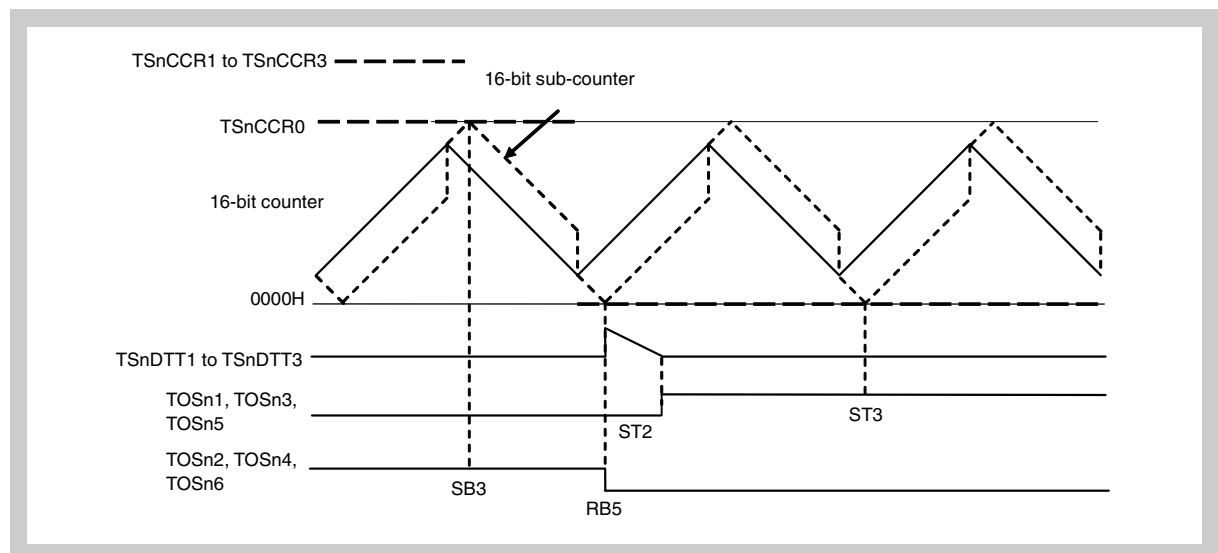 TSnCCR1 to TSnCCR3
16-bit sub-counter
TSnCCR0
16-bit counter
0000H
TSnDTT1 to TSnDTT3
TOSn1, TOSn3,
TOSn5
ST2
ST3
TOSn2, TOSn4,
TOSn6
SB3
RB5